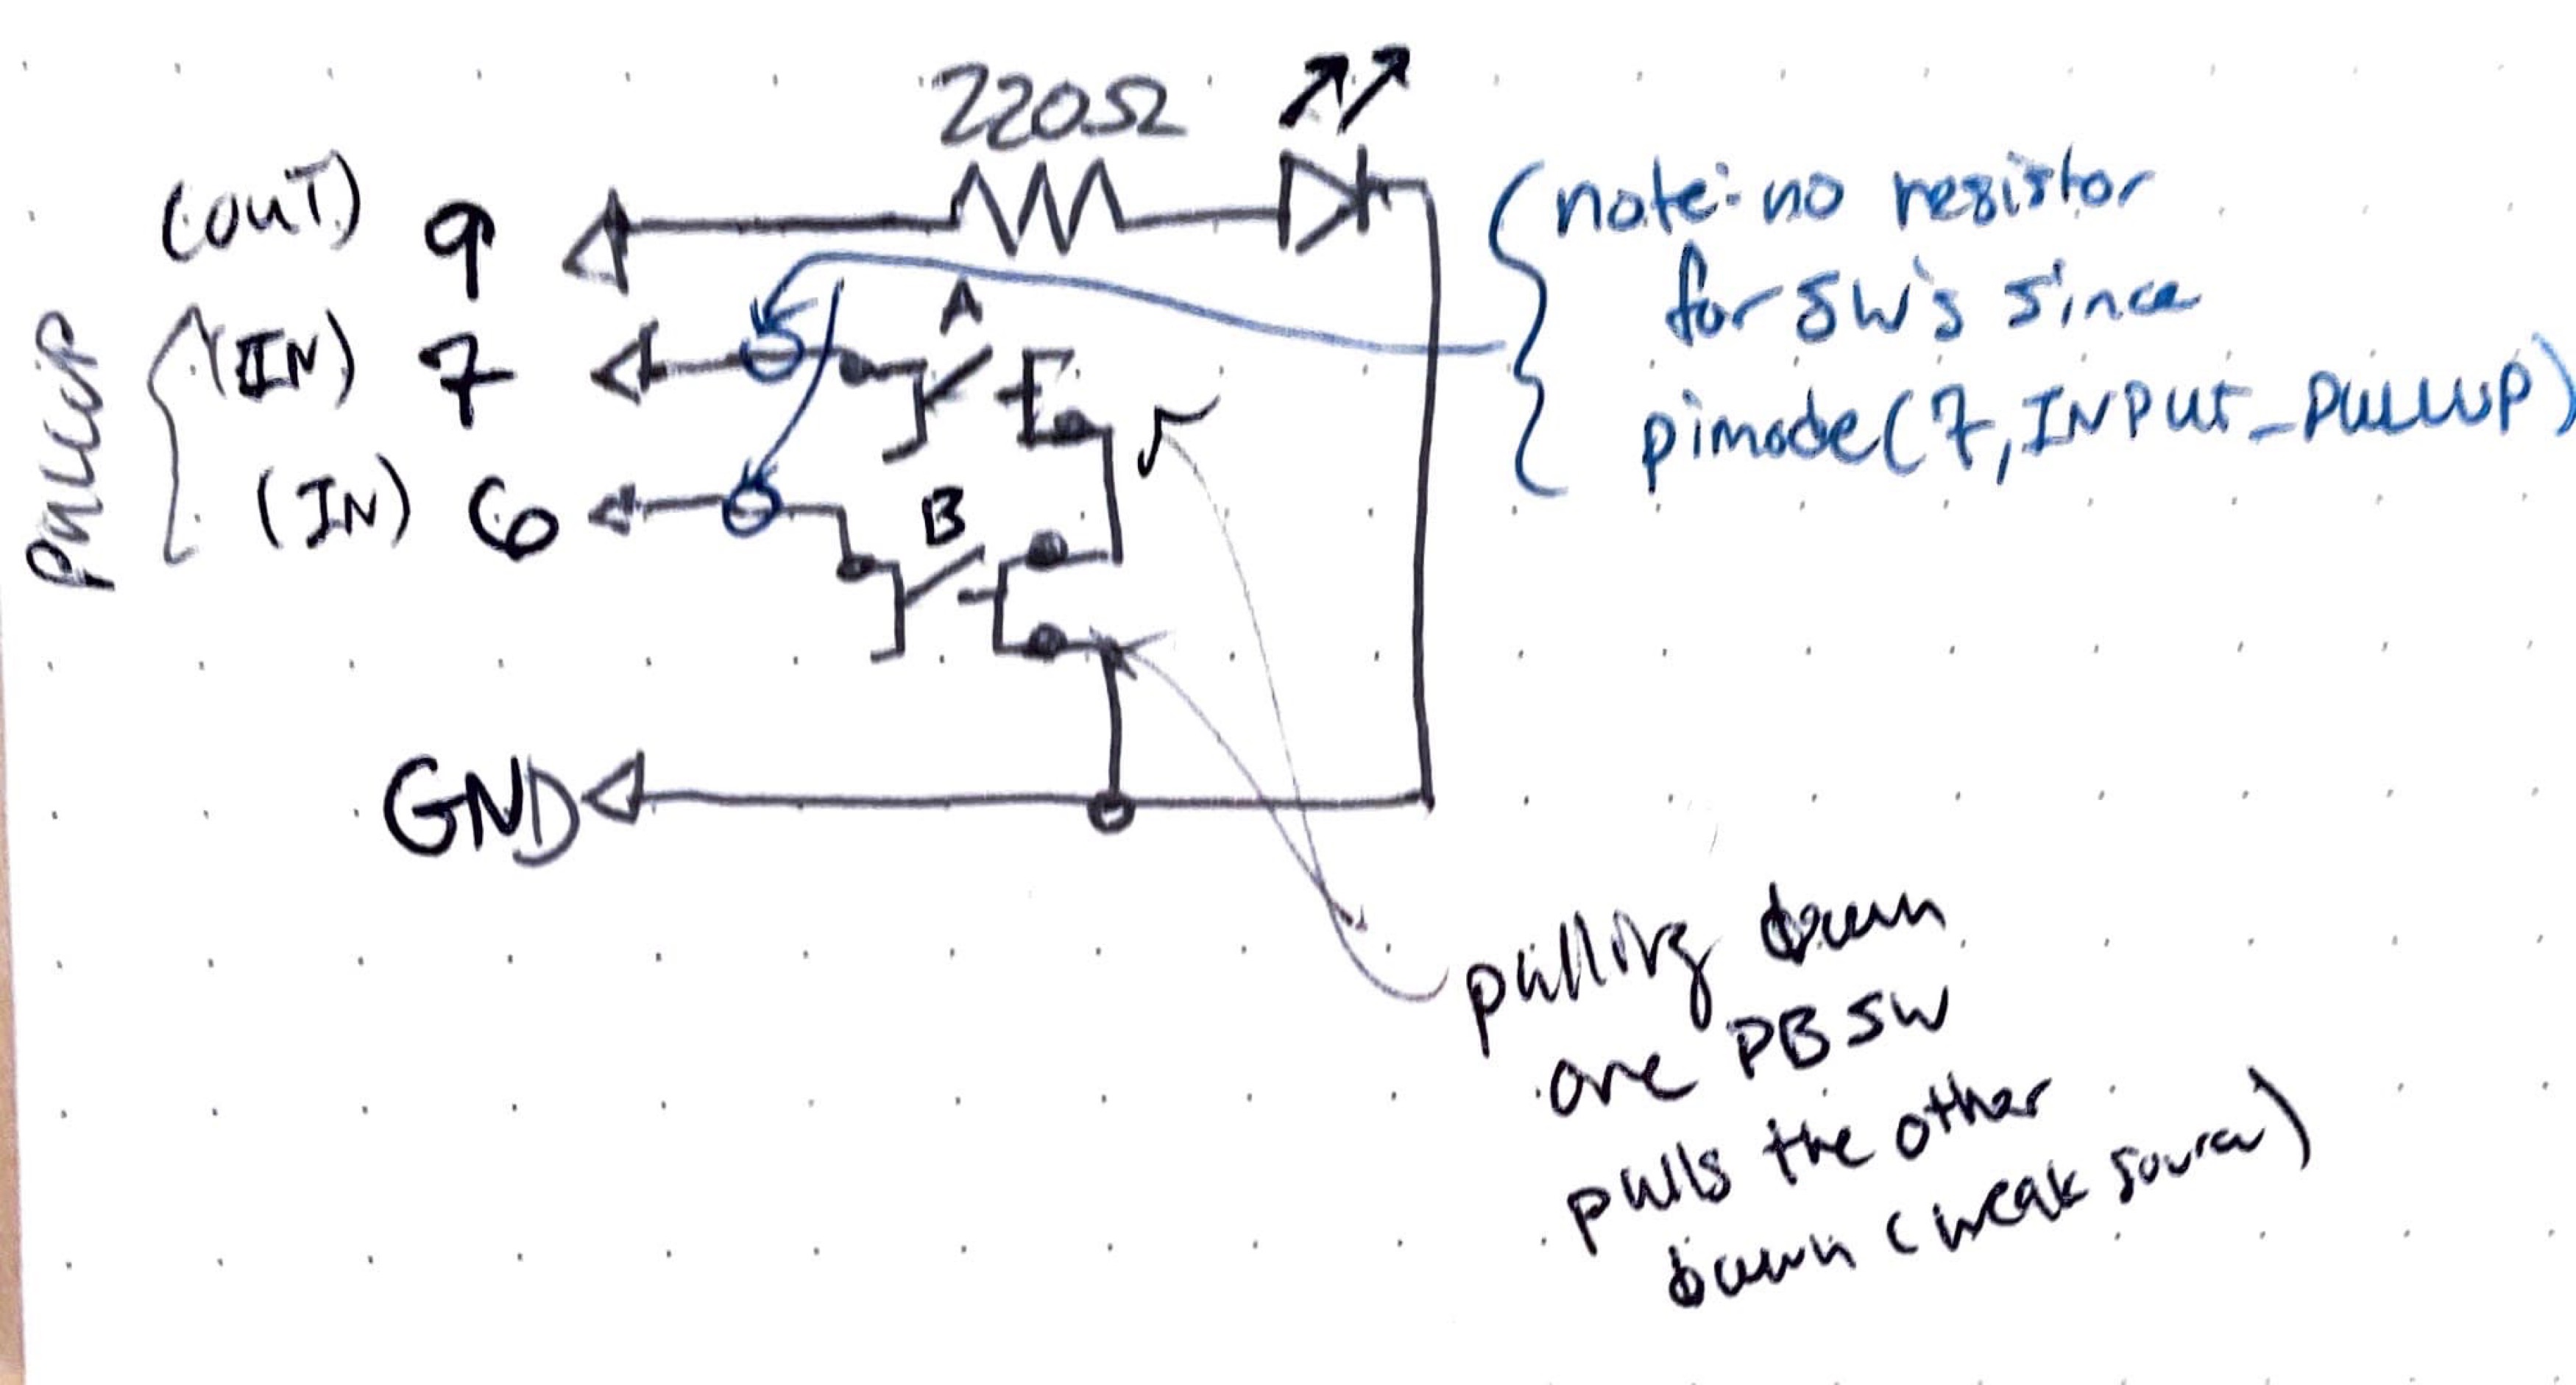 220Ω
(OUT) 9
PULLUP
(IN) 7
A
(IN) 6
B
GND
note: no resistor
for SW's since
pimode(7, INPUT_PULLUP)
pulling down
one PBSW
pulls the other
down (weak source)